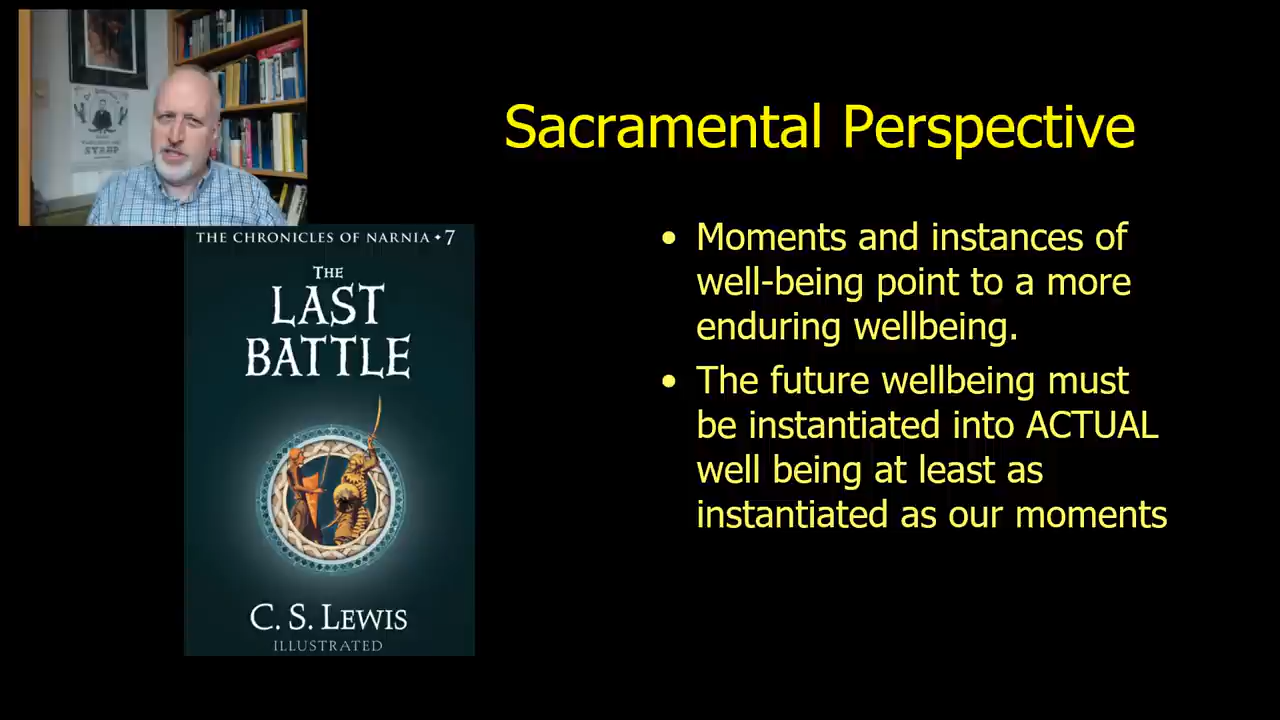 SYRUP
Sacramental Perspective
THE CHRONICLES OF NARNIA • 7
THE
LAST
BATTLE
C. S. LEWIS
ILLUSTRATED
• Moments and instances of
well-being point to a more
enduring wellbeing.
• The future wellbeing must
be instantiated into ACTUAL
well being at least as
instantiated as our moments